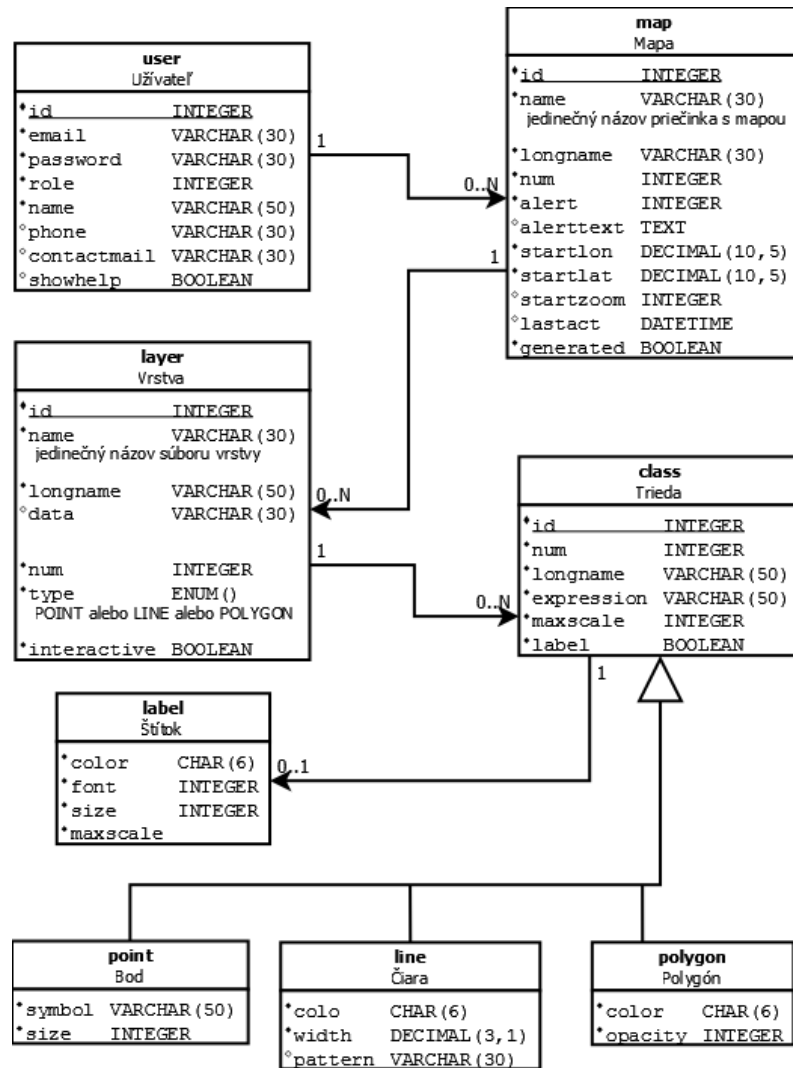 user
Užívateľ
id INTEGER
email VARCHAR(30)
password VARCHAR(30)
role INTEGER
name VARCHAR(50)
phone VARCHAR(30)
contactmail VARCHAR(30)
showhelp BOOLEAN
1
0..N
map
Mapa
id INTEGER
name VARCHAR(30)
jedinečný názov priečinka s mapou
longname VARCHAR(30)
num INTEGER
alert INTEGER
alerttext TEXT
startlon DECIMAL(10,5)
startlat DECIMAL(10,5)
startzoom INTEGER
lastact DATETIME
generated BOOLEAN
1
0..N
layer
Vrstva
id INTEGER
name VARCHAR(30)
jedinečný názov súboru vrstvy
longname VARCHAR(50)
data VARCHAR(30)
num INTEGER
type ENUM()
POINT alebo LINE alebo POLYGON
interactive BOOLEAN
1
0..N
class
Trieda
id INTEGER
num INTEGER
longname VARCHAR(50)
expression VARCHAR(50)
maxscale INTEGER
label BOOLEAN
1
0..1
label
Štítok
color CHAR(6)
font INTEGER
size INTEGER
maxscale
point
Bod
symbol VARCHAR(50)
size INTEGER
line
Čiara
colo CHAR(6)
width DECIMAL(3,1)
pattern VARCHAR(30)
polygon
Polygón
color CHAR(6)
opacity INTEGER